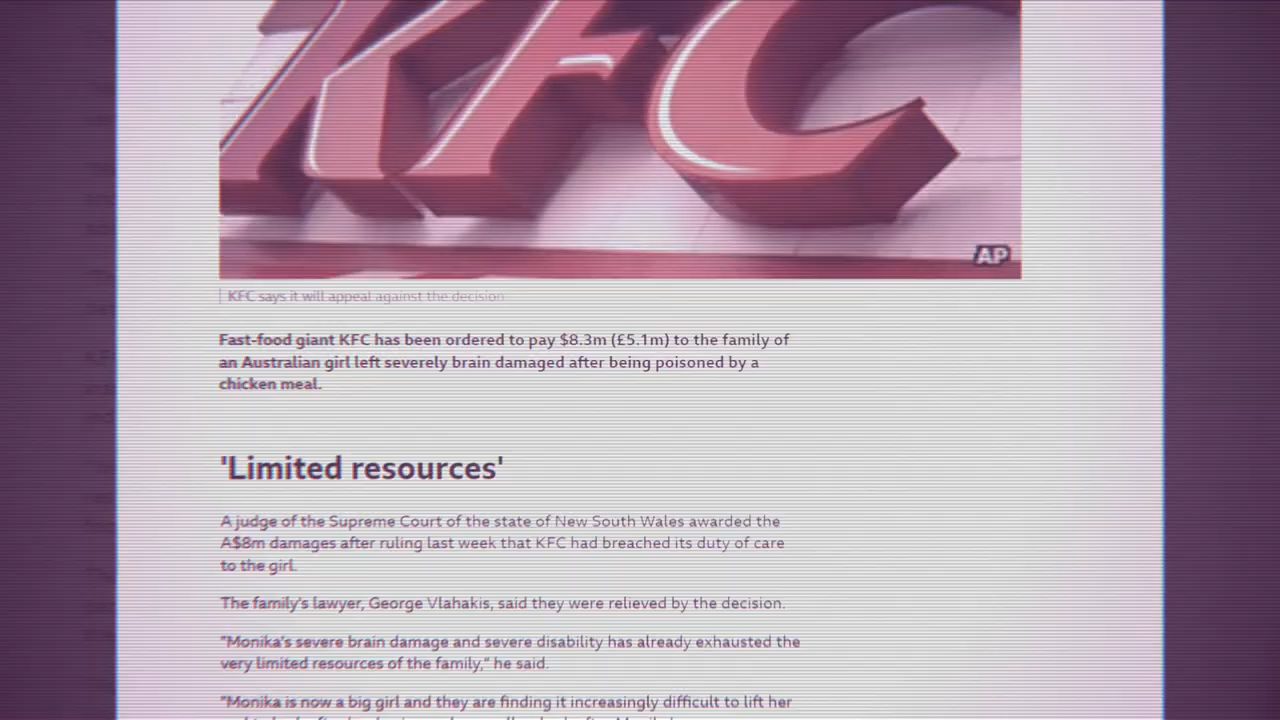 KFC
AP
KFC says it will appeal against the decision
Fast-food giant KFC has been ordered to pay $8.3m (£5.1m) to the family of
an Australian girl left severely brain damaged after being poisoned by a
chicken meal.
'Limited resources'
A judge of the Supreme Court of the state of New South Wales awarded the
A$8m damages after ruling last week that KFC had breached its duty of care
to the girl.
The family's lawyer, George Vlahakis, said they were relieved by the decision.
"Monika's severe brain damage and severe disability has already exhausted the
very limited resources of the family," he said.
"Monika is now a big girl and they are finding it increasingly difficult to lift her